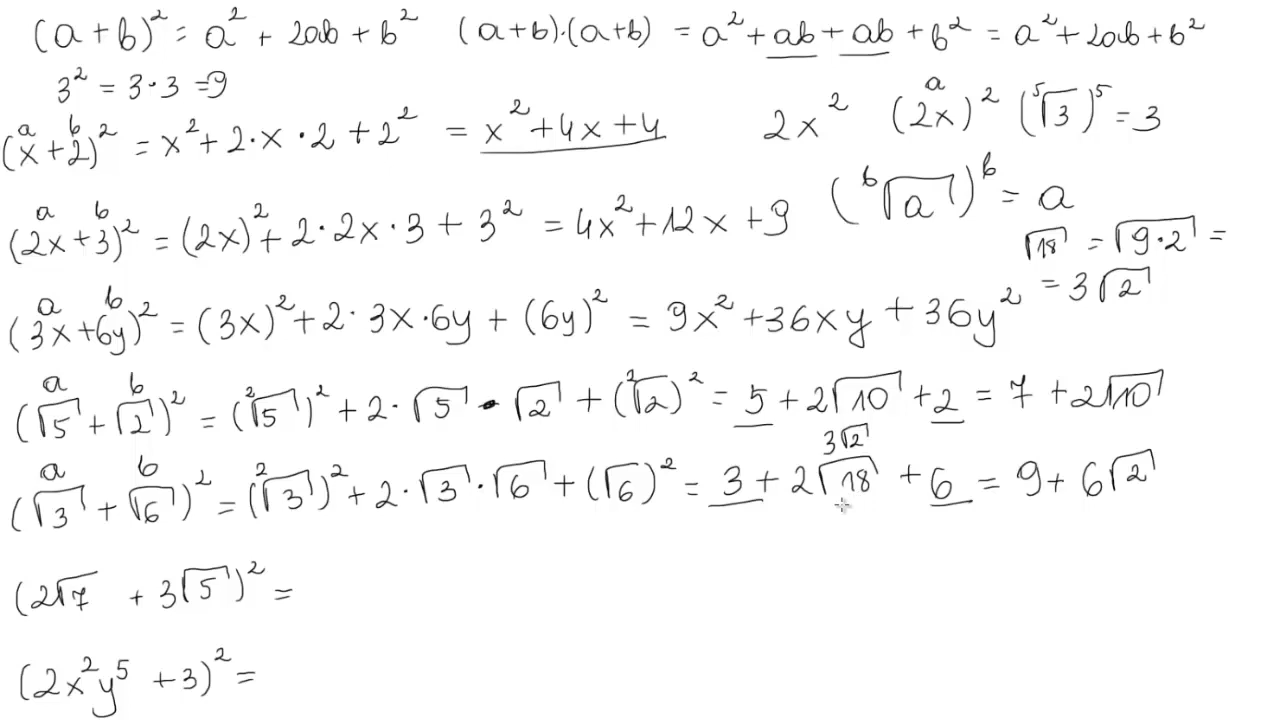 (a+b)² = a² + 2ab + b² (a+b)·(a+b) = a² + ab + ab + b² = a² + 2ab + b²
3² = 3·3 = 9
a b
(x+2)² = x² + 2·x·2 + 2² = x² + 4x + 4
2x²
a
(2x)²
(⁵√3)⁵ = 3
(ᵇ√a)ᵇ = a
a b
(2x+3)² = (2x)² + 2·2x·3 + 3² = 4x² + 12x + 9
√18 = √9·2 =
= 3√2
a b
(3x+6y)² = (3x)² + 2·3x·6y + (6y)² = 9x² + 36xy + 36y²
a b
(√5 + √2)² = (²√5)² + 2·√5·√2 + (²√2)² = 5 + 2√10 + 2 = 7 + 2√10
3√2
a b
(√3 + √6)² = (²√3)² + 2·√3·√6 + (√6)² = 3 + 2√18 + 6 = 9 + 6√2
(2√7 + 3√5)² =
(2x²y⁵ + 3)² =